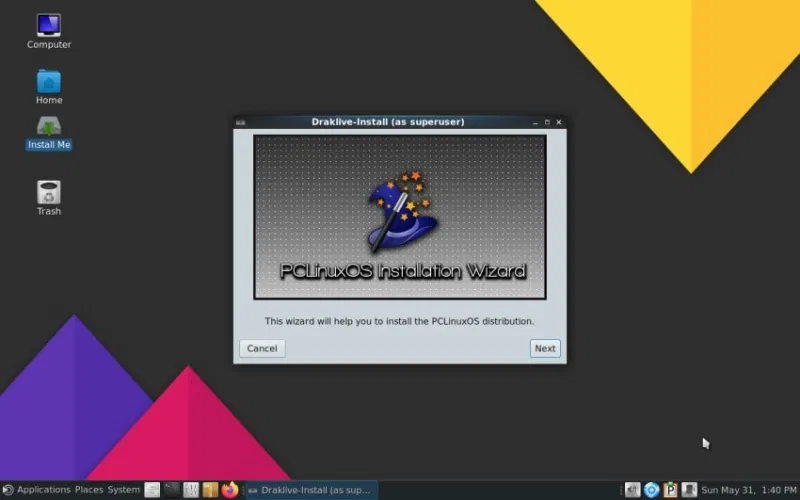 Computer
Home
Install Me
Trash
Draklive-Install (as superuser)
PCLinuxOS Installation Wizard
This wizard will help you to install the PCLinuxOS distribution.
Cancel
Next
Applications Places System
Draklive-Install (as sup...
Sun May 31, 1:40 PM